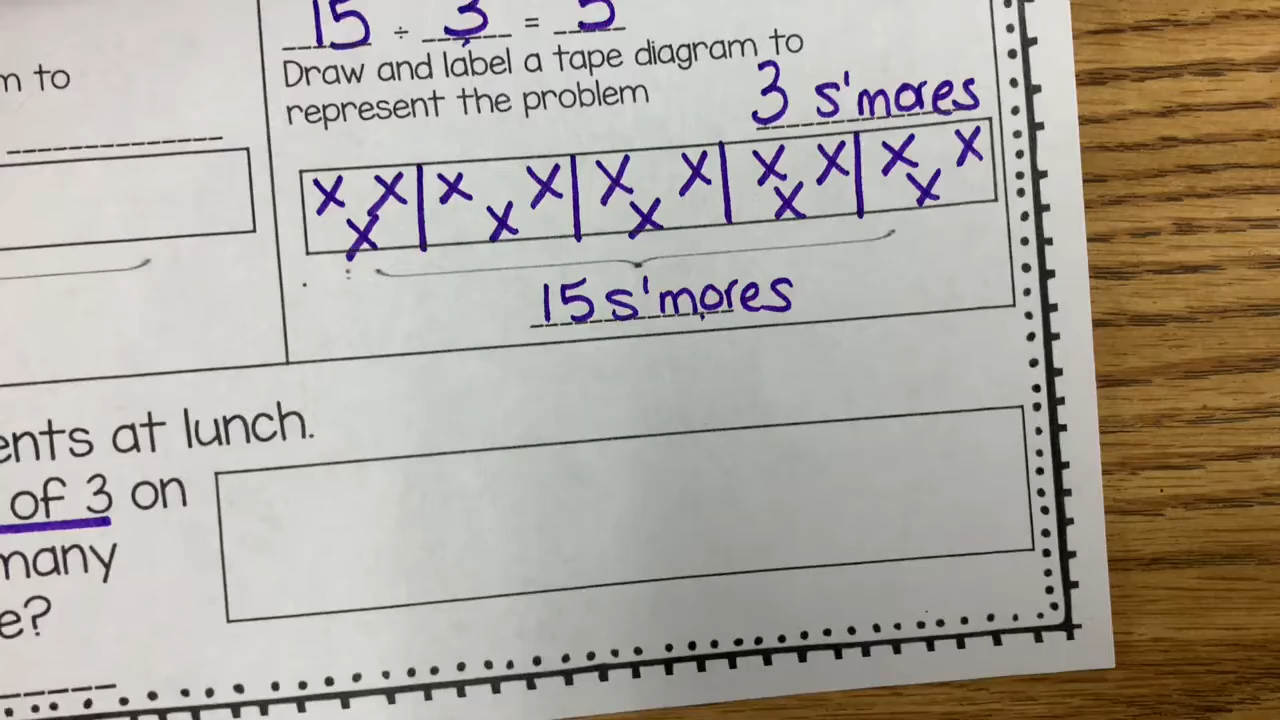 15 ÷ 3 = 5
m to
Draw and label a tape diagram to
represent the problem
3 s'mores
x x x x x x x x x x x x x x x
15 s'mores
ents at lunch.
of 3 on
many
e?